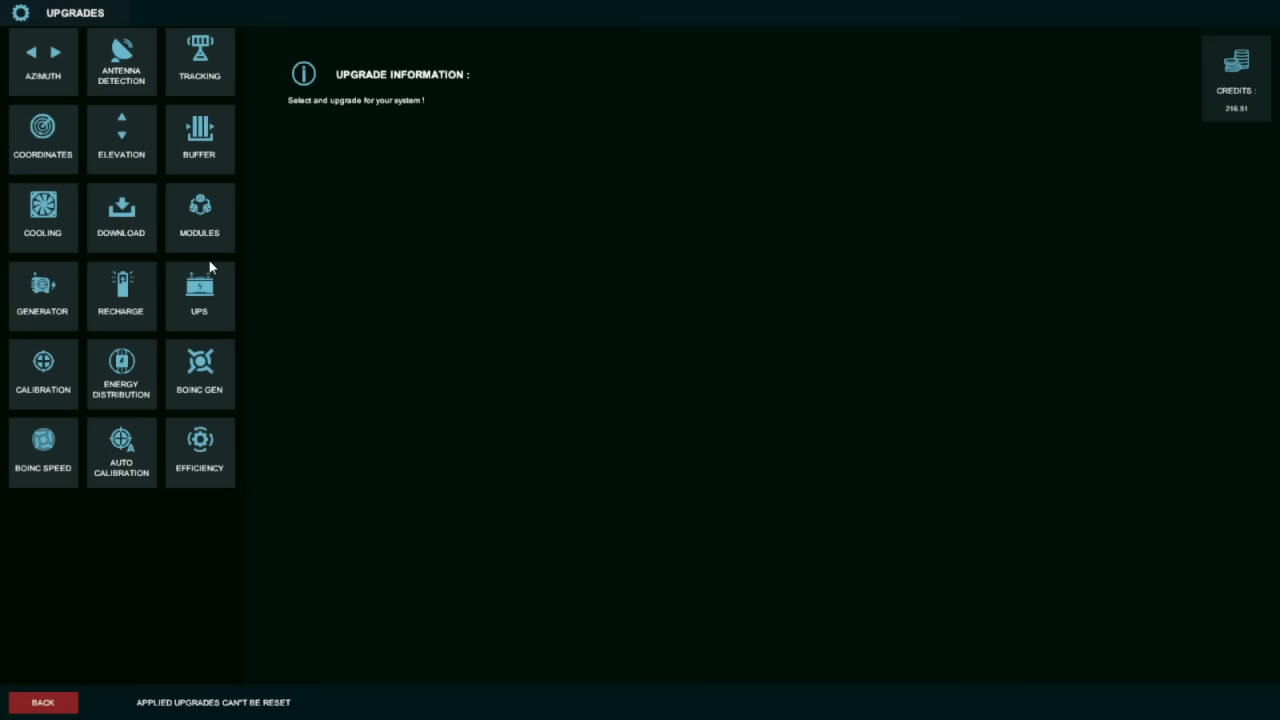 UPGRADES
AZIMUTH
ANTENNA
DETECTION
TRACKING
UPGRADE INFORMATION :
Select and upgrade for your system !
CREDITS :
216.51
COORDINATES
ELEVATION
BUFFER
COOLING
DOWNLOAD
MODULES
GENERATOR
RECHARGE
UPS
CALIBRATION
ENERGY
DISTRIBUTION
BOINC GEN
BOINC SPEED
AUTO
CALIBRATION
EFFICIENCY
BACK
APPLIED UPGRADES CAN"T BE RESET